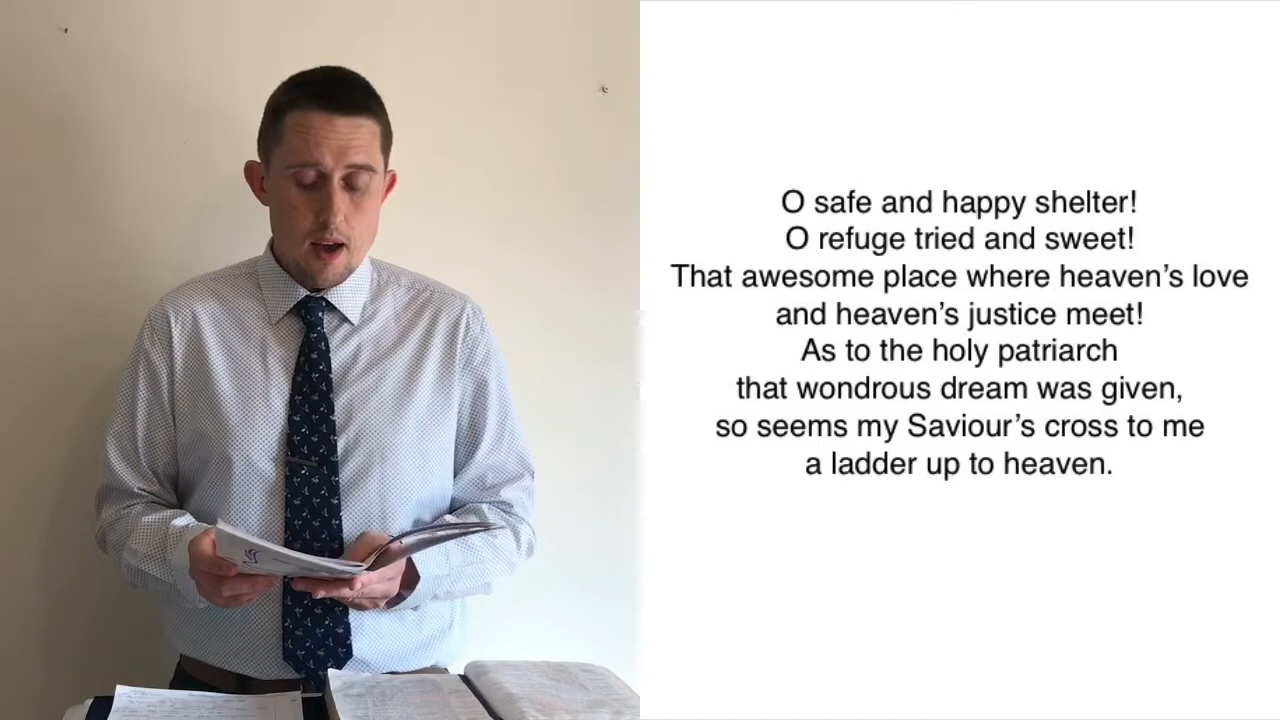 O safe and happy shelter!
O refuge tried and sweet!
That awesome place where heaven’s love
and heaven’s justice meet!
As to the holy patriarch
that wondrous dream was given,
so seems my Saviour’s cross to me
a ladder up to heaven.